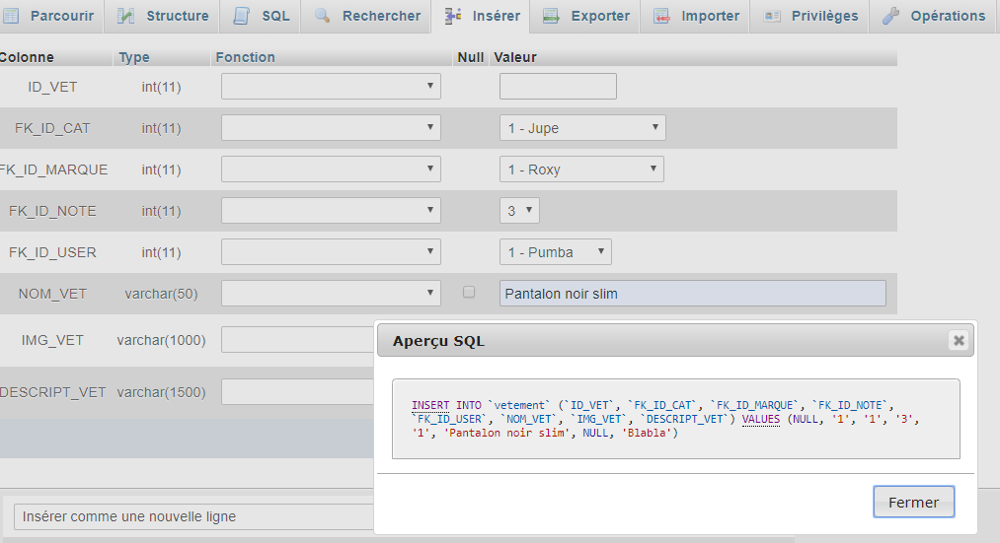 Parcourir Structure SQL Rechercher Insérer Exporter Importer Privilèges Opérations
Colonne Type Fonction Null Valeur
ID_VET int(11)
FK_ID_CAT int(11) 1 - Jupe
FK_ID_MARQUE int(11) 1 - Roxy
FK_ID_NOTE int(11) 3
FK_ID_USER int(11) 1 - Pumba
NOM_VET varchar(50) Pantalon noir slim
IMG_VET varchar(1000)
DESCRIPT_VET varchar(1500)
Aperçu SQL
INSERT INTO `vetement` (`ID_VET`, `FK_ID_CAT`, `FK_ID_MARQUE`, `FK_ID_NOTE`,
`FK_ID_USER`, `NOM_VET`, `IMG_VET`, `DESCRIPT_VET`) VALUES (NULL, '1', '1', '3',
'1', 'Pantalon noir slim', NULL, 'Blabla')
Fermer
Insérer comme une nouvelle ligne